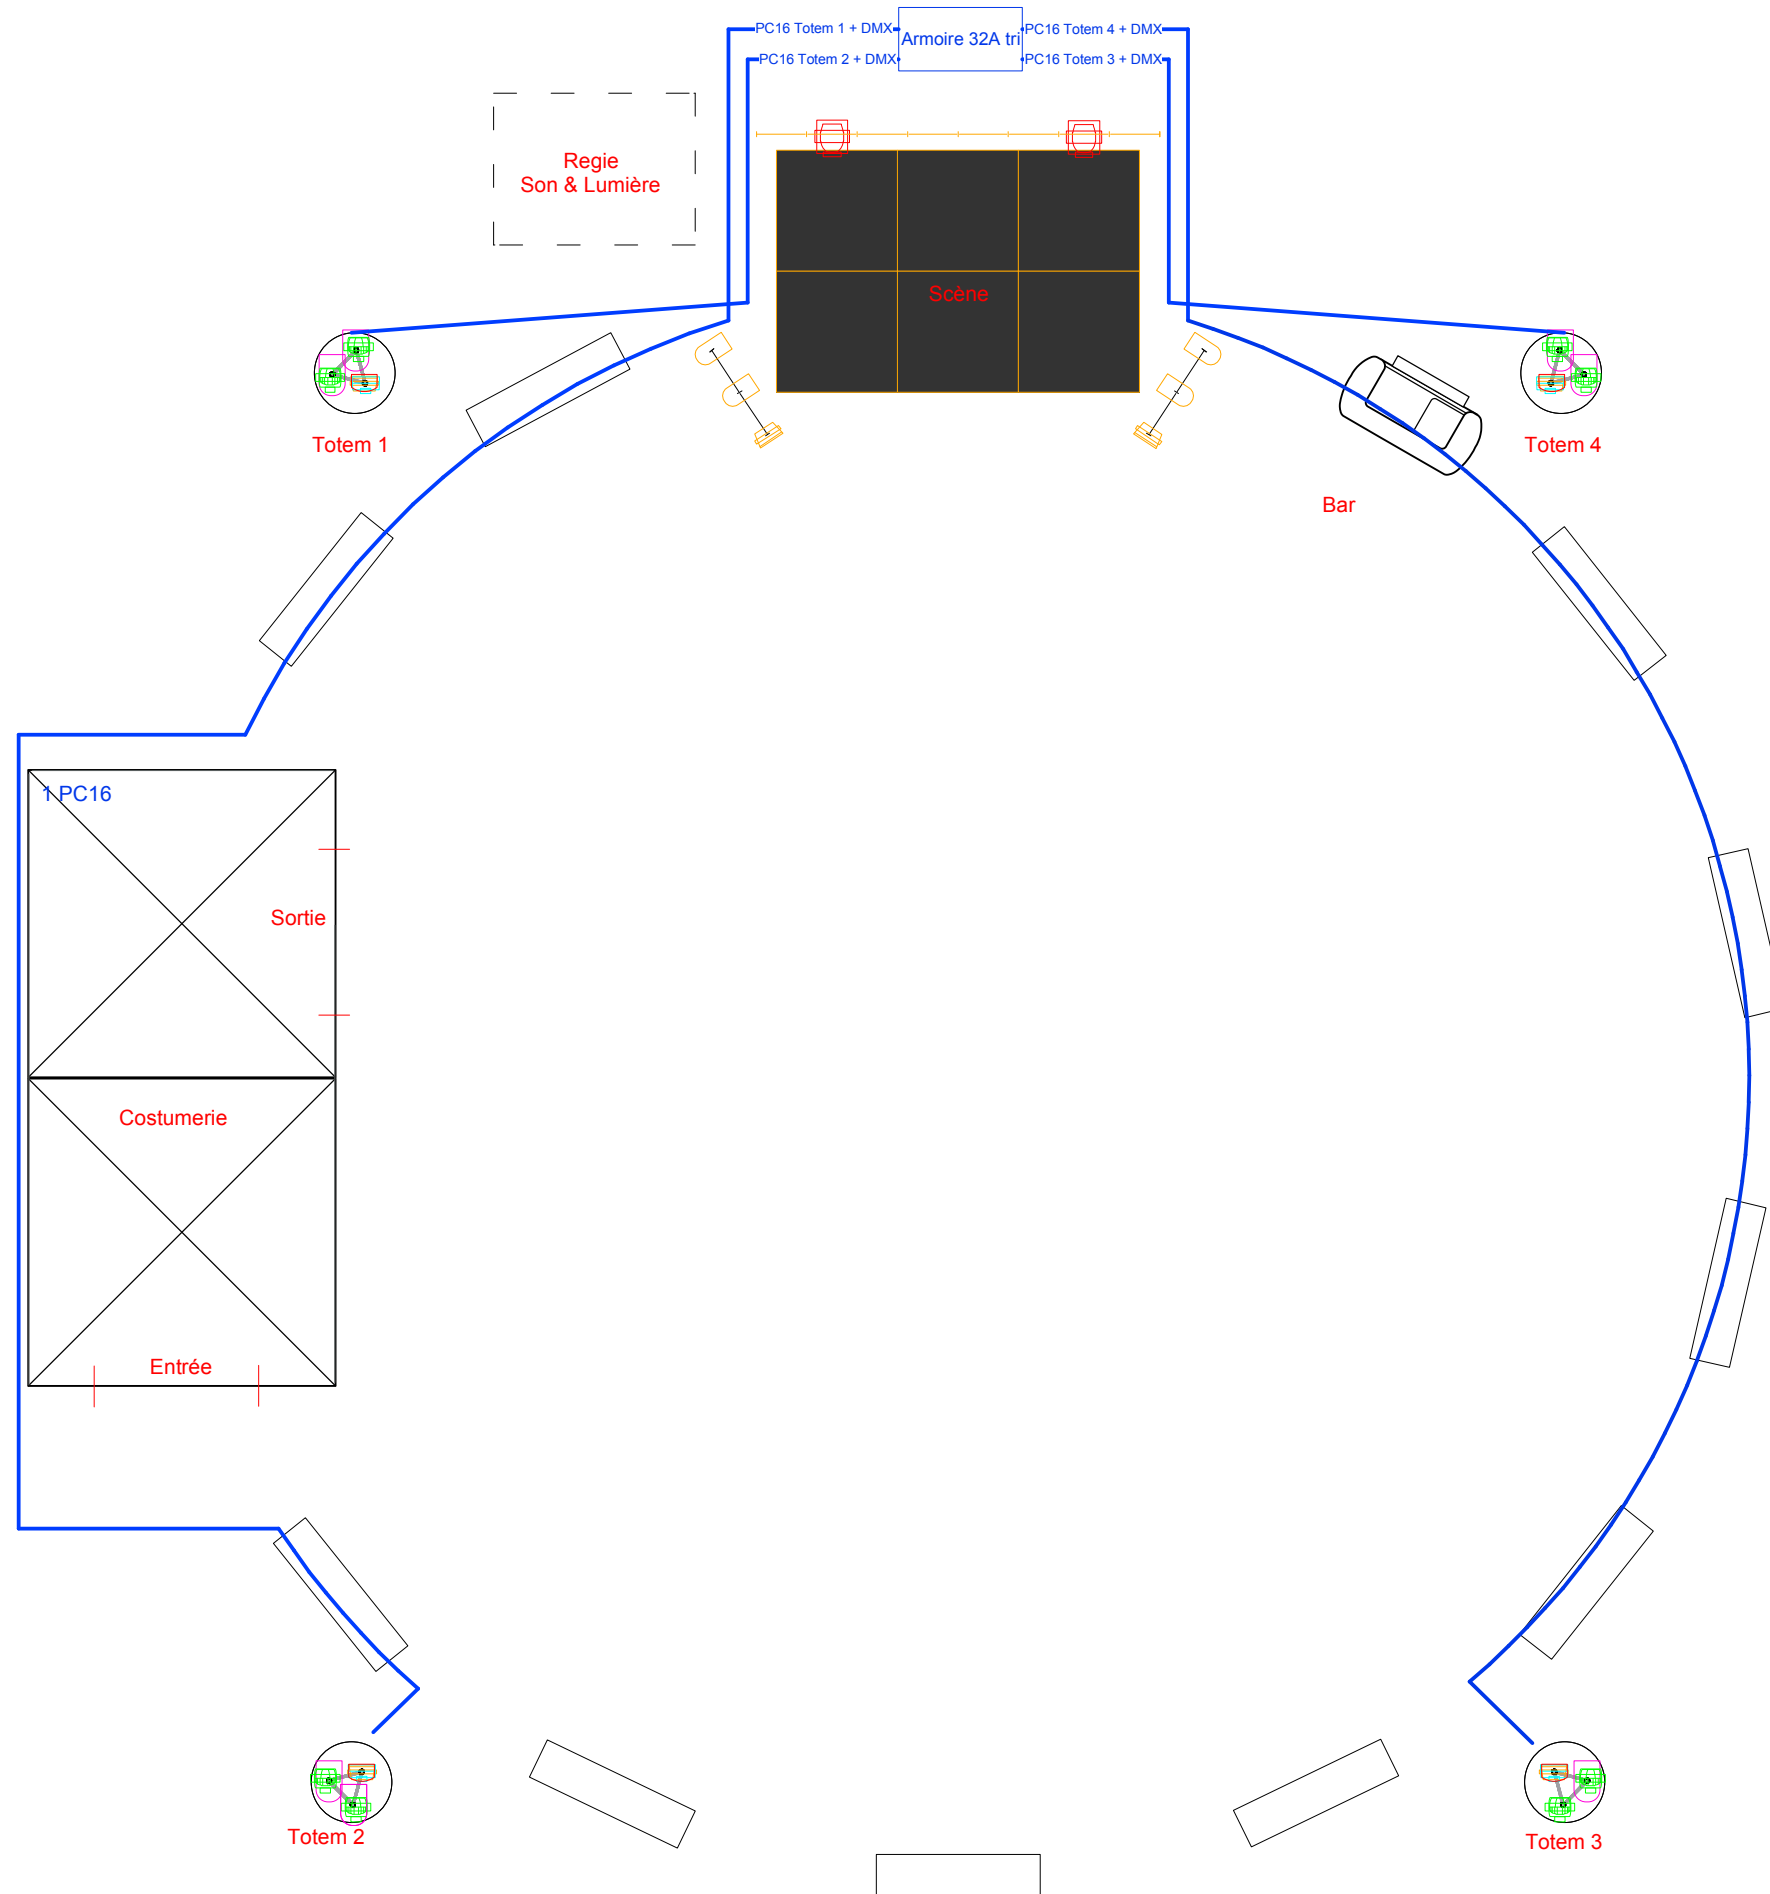 PC16 Totem 1 + DMX
Armoire 32A tri
PC16 Totem 4 + DMX
PC16 Totem 2 + DMX
PC16 Totem 3 + DMX
Regie
Son & Lumière
Scène
Totem 1
Totem 4
Bar
1 PC16
Sortie
Costumerie
Entrée
Totem 2
Totem 3